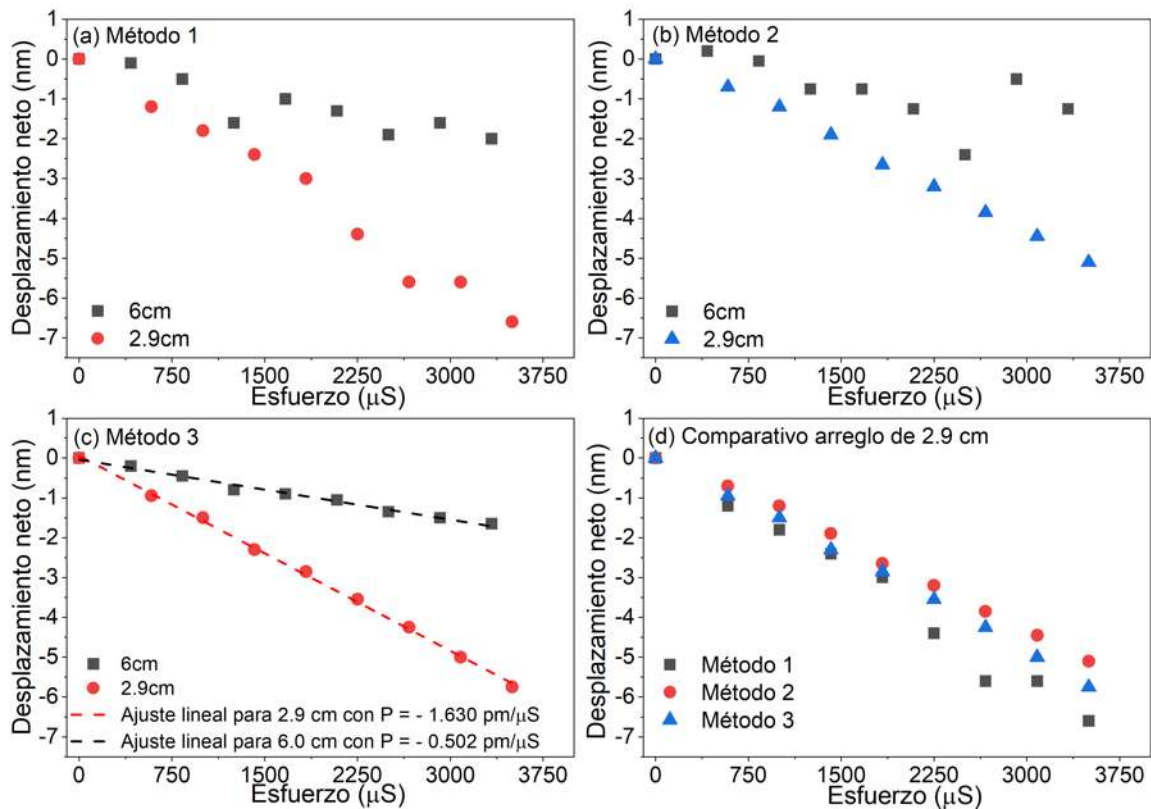 (a) Método 1
1
0
-1
-2
-3
-4
-5
-6
-7
Desplazamiento neto (nm)
6cm
2.9cm
0 750 1500 2250 3000 3750
Esfuerzo (μS)
(b) Método 2
1
0
-1
-2
-3
-4
-5
-6
-7
Desplazamiento neto (nm)
6cm
2.9cm
0 750 1500 2250 3000 3750
Esfuerzo (μS)
(c) Método 3
1
0
-1
-2
-3
-4
-5
-6
-7
Desplazamiento neto (nm)
6cm
2.9cm
Ajuste lineal para 2.9 cm con P = - 1.630 pm/μS
Ajuste lineal para 6.0 cm con P = - 0.502 pm/μS
0 750 1500 2250 3000 3750
Esfuerzo (μS)
(d) Comparativo arreglo de 2.9 cm
1
0
-1
-2
-3
-4
-5
-6
-7
Desplazamiento neto (nm)
Método 1
Método 2
Método 3
0 750 1500 2250 3000 3750
Esfuerzo (μS)